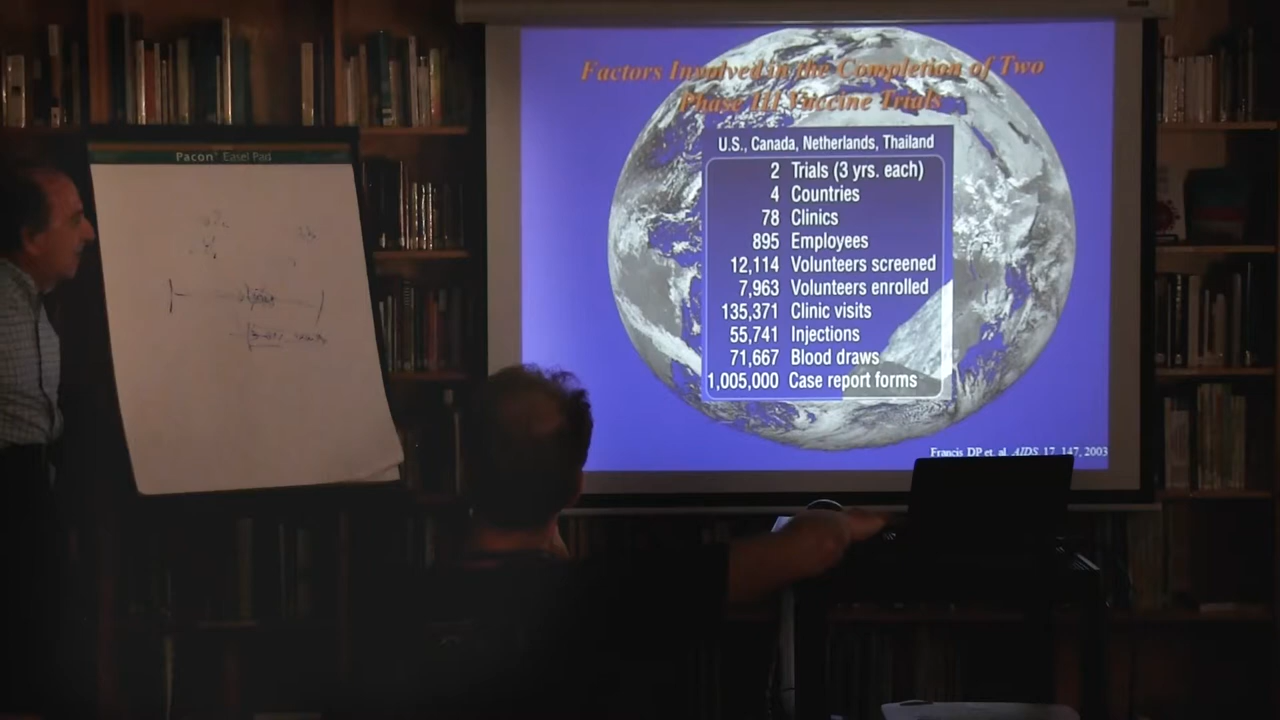 Pacon® Easel Pad
Factors Involved in the Completion of Two
Phase III Vaccine Trials
U.S., Canada, Netherlands, Thailand
2 Trials (3 yrs. each)
4 Countries
78 Clinics
895 Employees
12,114 Volunteers screened
7,963 Volunteers enrolled
135,371 Clinic visits
55,741 Injections
71,667 Blood draws
1,005,000 Case report forms
Francis DP et. al. AIDS. 17, 147, 2003